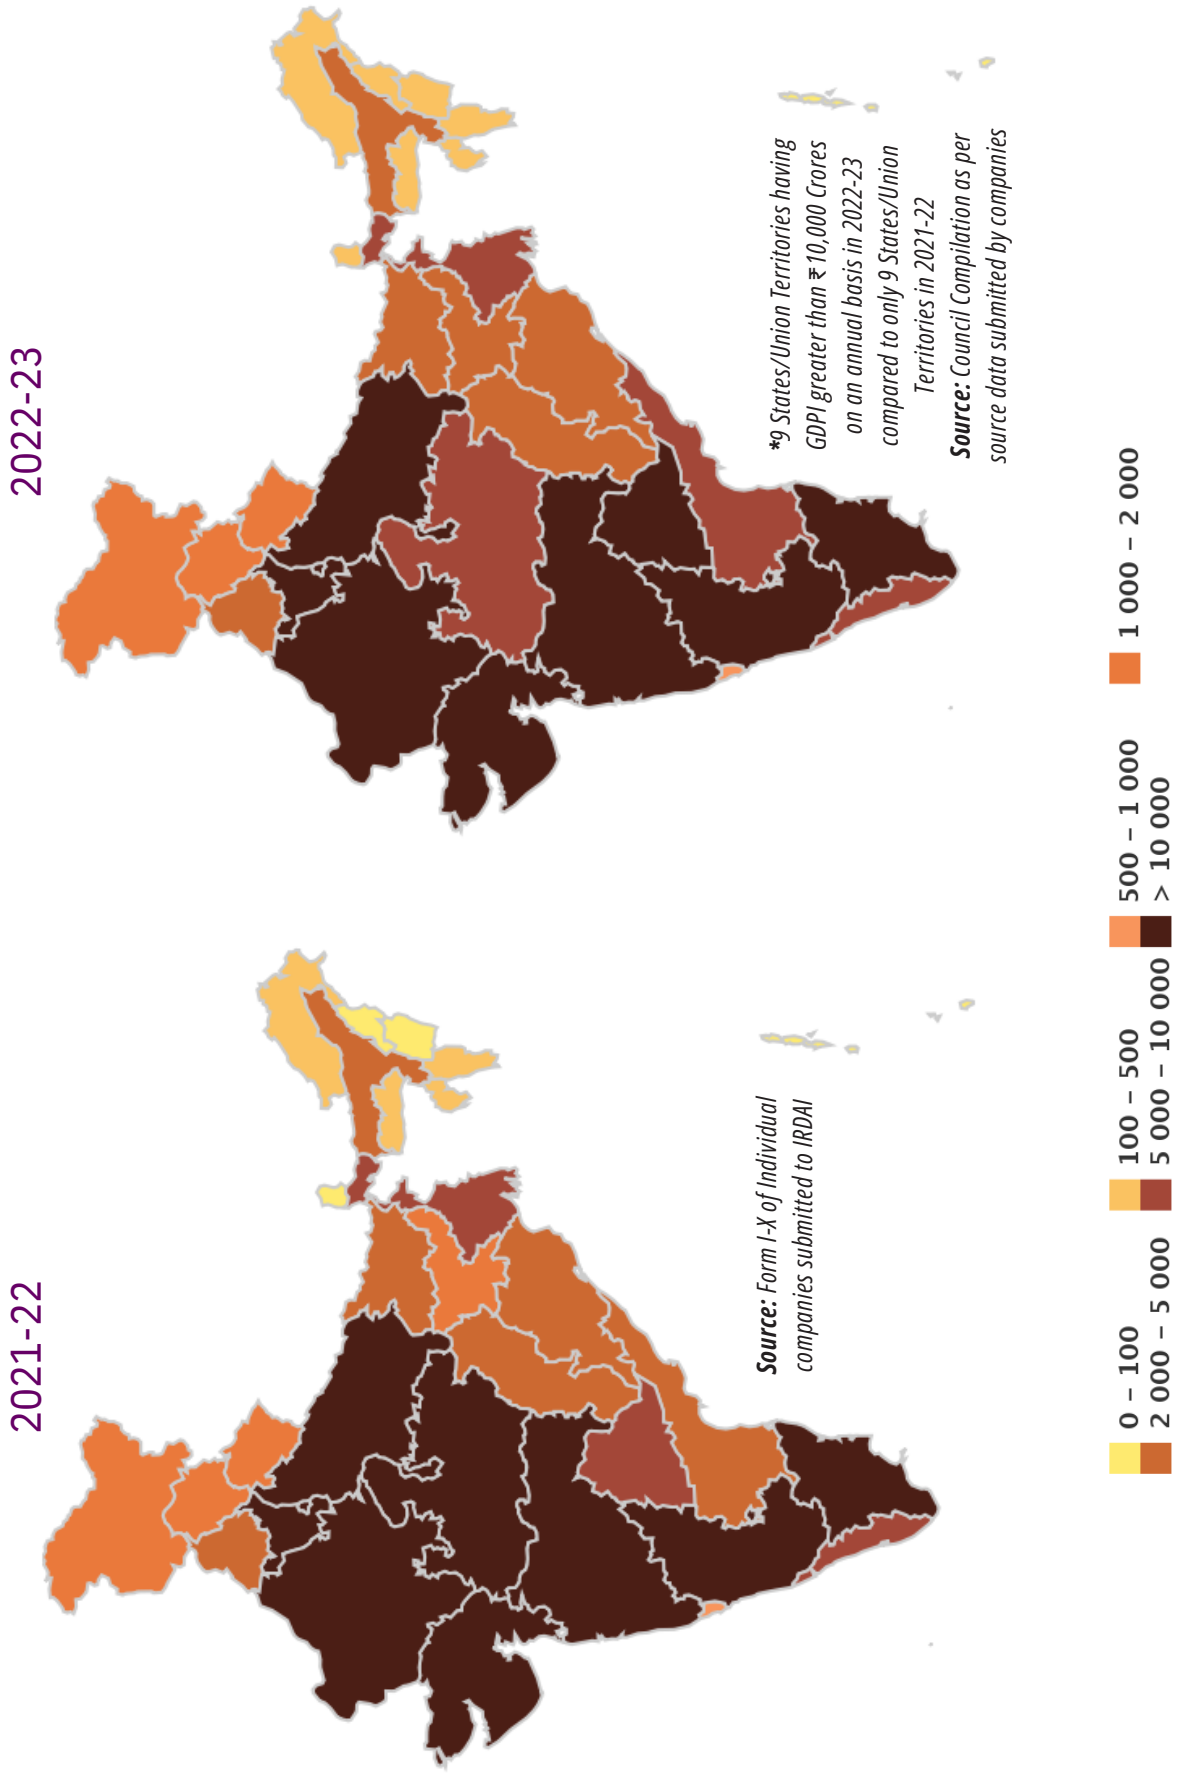 2021-22
Source: Form I-X of Individual
companies submitted to IRDAI
2022-23
*9 States/Union Territories having
GDPI greater than ₹ 10,000 Crores
on an annual basis in 2022-23
compared to only 9 States/Union
Territories in 2021-22
Source: Council Compilation as per
source data submitted by companies
0 – 100
100 – 500
500 – 1 000
1 000 – 2 000
2 000 – 5 000
5 000 – 10 000
> 10 000